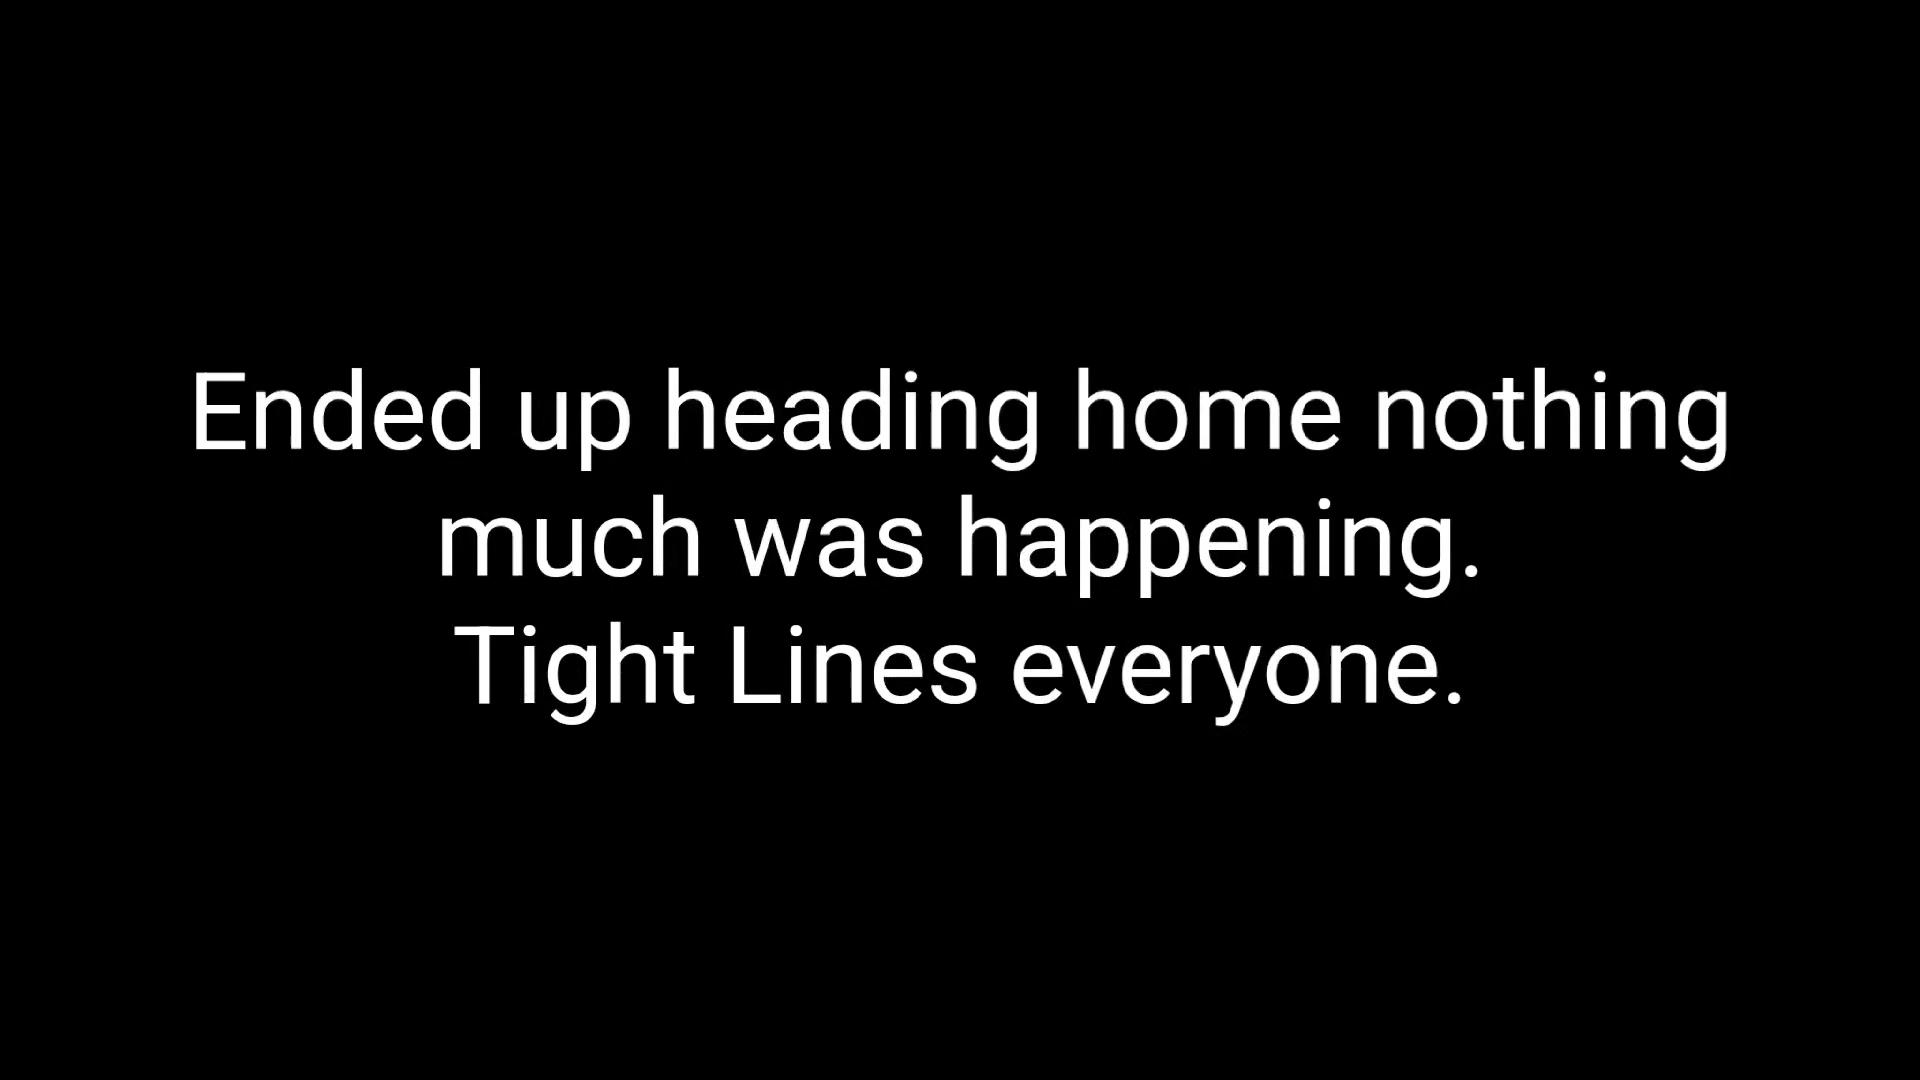 Ended up heading home nothing
much was happening.
Tight Lines everyone.